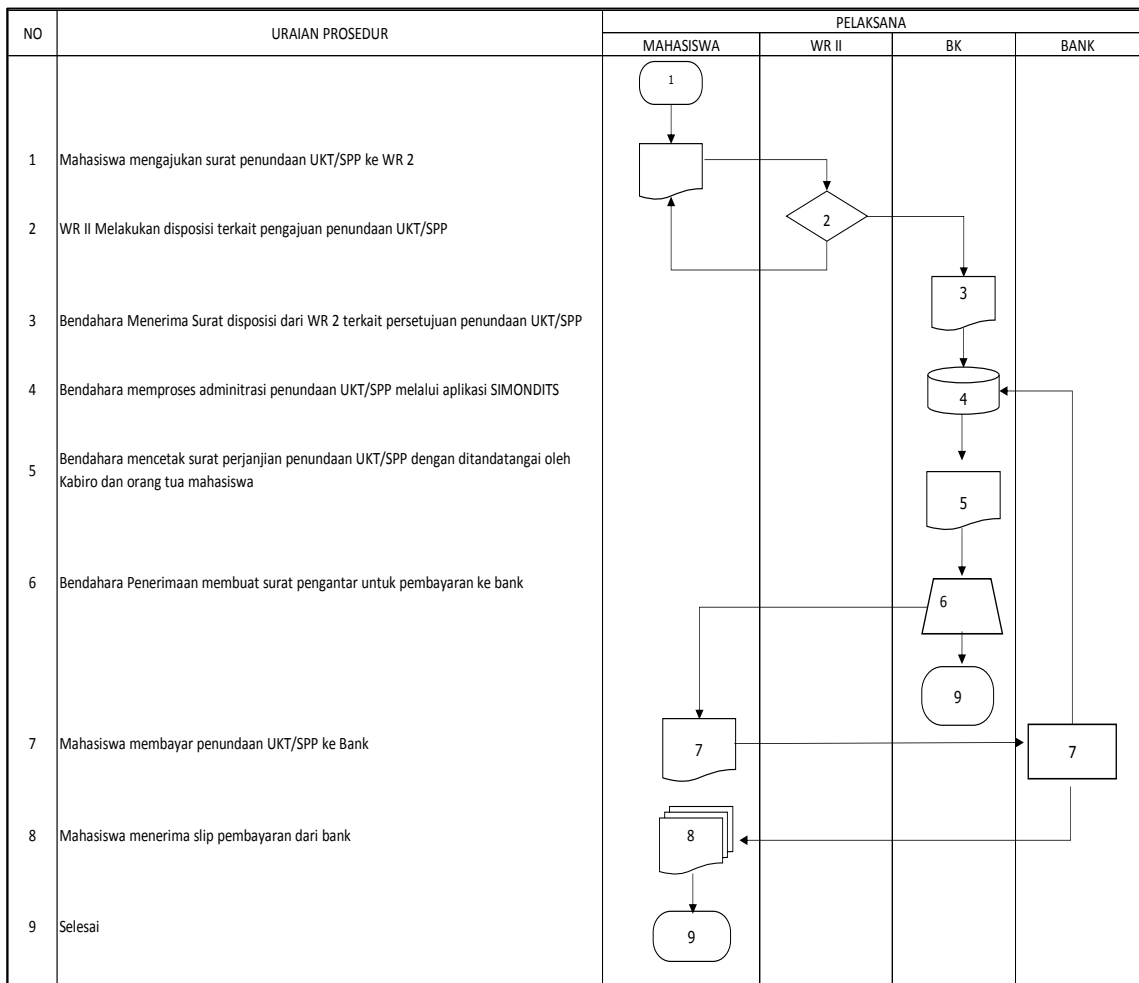 NO
URAIAN PROSEDUR
PELAKSANA
MAHASISWA
WR II
BK
BANK
1
1
Mahasiswa mengajukan surat penundaan UKT/SPP ke WR 2
2
WR II Melakukan disposisi terkait pengajuan penundaan UKT/SPP
2
3
Bendahara Menerima Surat disposisi dari WR 2 terkait persetujuan penundaan UKT/SPP
3
4
Bendahara memproses adminitrasi penundaan UKT/SPP melalui aplikasi SIMONDITS
4
5
Bendahara mencetak surat perjanjian penundaan UKT/SPP dengan ditandatangai oleh
Kabiro dan orang tua mahasiswa
5
6
Bendahara Penerimaan membuat surat pengantar untuk pembayaran ke bank
6
9
7
Mahasiswa membayar penundaan UKT/SPP ke Bank
7
7
8
Mahasiswa menerima slip pembayaran dari bank
8
9
Selesai
9